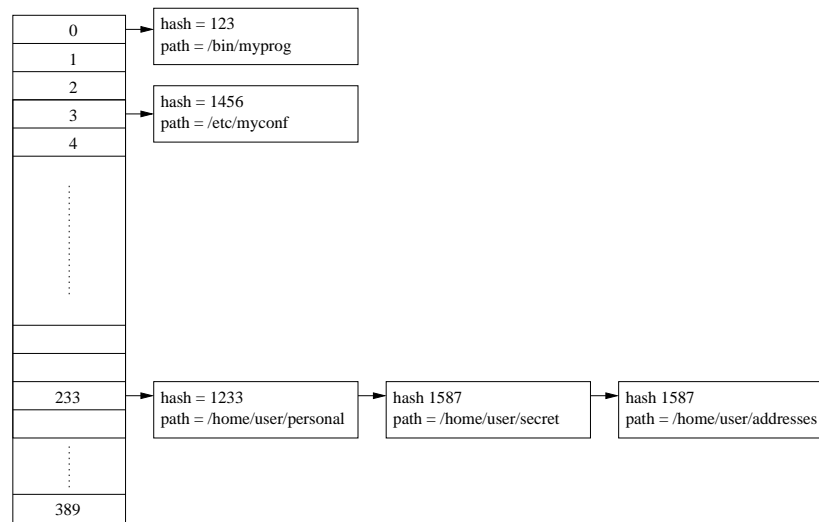 0
hash = 123
path = /bin/myprog
1
2
3
hash = 1456
path = /etc/myconf
4
233
hash = 1233
path = /home/user/personal
hash 1587
path = /home/user/secret
hash 1587
path = /home/user/addresses
389